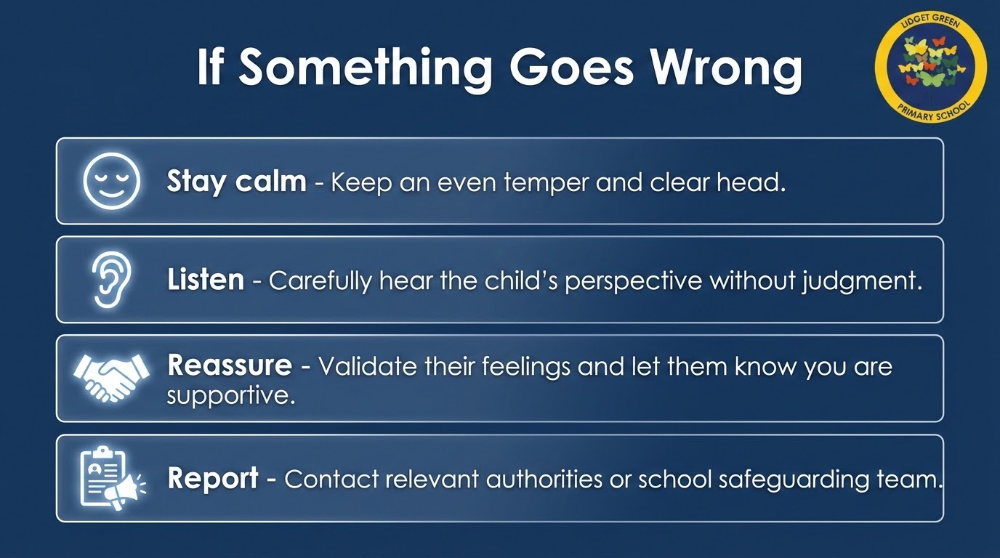 If Something Goes Wrong
LIDGET GREEN
PRIMARY SCHOOL
Stay calm - Keep an even temper and clear head.
Listen - Carefully hear the child’s perspective without judgment.
Reassure - Validate their feelings and let them know you are
supportive.
Report - Contact relevant authorities or school safeguarding team.